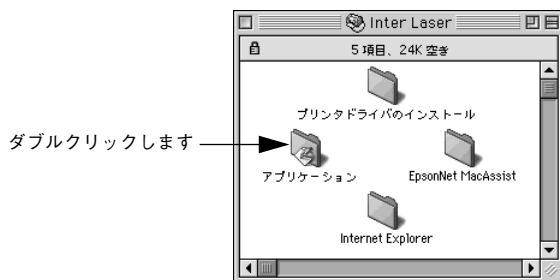 Inter Laser
5 項目、24K 空き
プリンタドライバのインストール
ダブルクリックします
アプリケーション
EpsonNet MacAssist
Internet Explorer